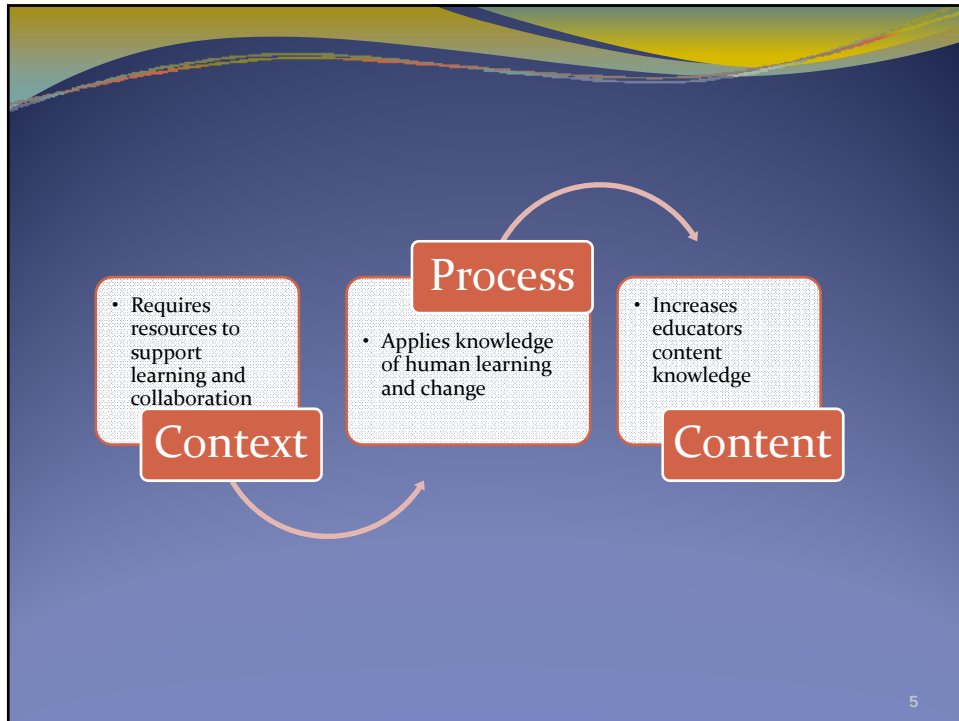 • Requires
resources to
support
learning and
collaboration
Context
Process
• Applies knowledge
of human learning
and change
• Increases
educators
content
knowledge
Content
5